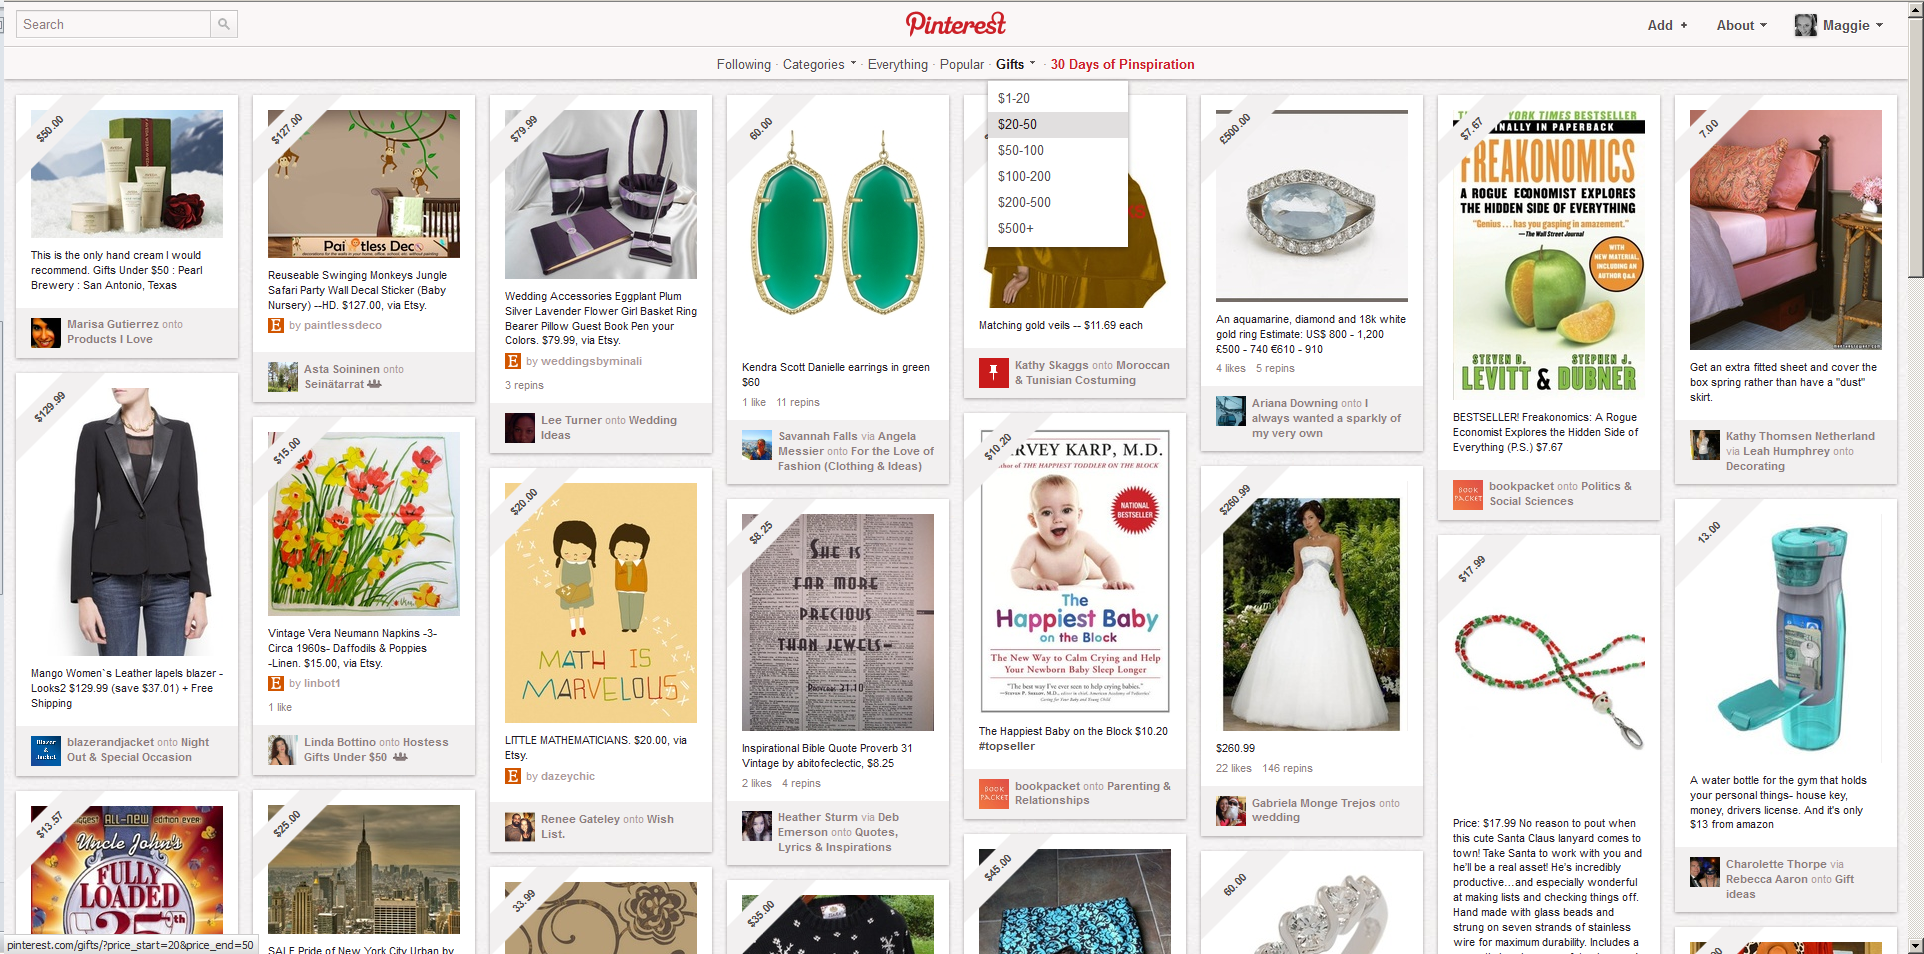 Search
Pinterest
Add +
About
Maggie
Following · Categories · Everything · Popular · Gifts · 30 Days of Pinspiration
$1-20
$20-50
$50-100
$100-200
$200-500
$500+
$50.00
This is the only hand cream I would
recommend. Gifts Under $50 : Pearl
Brewery : San Antonio, Texas
Marisa Gutierrez onto
Products I Love
$129.99
Mango Women`s Leather lapels blazer -
Looks2 $129.99 (save $37.01) + Free
Shipping
Blazer
&
Jacket
blazerandjacket onto Night
Out & Special Occasion
$13.57
BIGGEST ALL-NEW edition ever!
Uncle John's
FULLY
LOADED
25th
$127.00
Reuseable Swinging Monkeys Jungle
Safari Party Wall Decal Sticker (Baby
Nursery) --HD. $127.00, via Etsy.
E by paintlessdeco
Asta Soininen onto
Seinätarrat
$15.00
Vintage Vera Neumann Napkins -3-
Circa 1960s- Daffodils & Poppies
-Linen. $15.00, via Etsy.
E by linbot1
1 like
Linda Bottino onto Hostess
Gifts Under $50
$25.00
SALE Pride of New York City Urban by
$79.99
Wedding Accessories Eggplant Plum
Silver Lavender Flower Girl Basket Ring
Bearer Pillow Guest Book Pen your
Colors. $79.99, via Etsy.
E by weddingsbyminali
3 repins
Lee Turner onto Wedding
Ideas
$20.00
MATH IS
MARVELOUS
LITTLE MATHEMATICIANS. $20.00, via
Etsy.
E by dazeychic
Renee Gateley onto Wish
List.
33.99
60.00
Kendra Scott Danielle earrings in green
$60
1 like 11 repins
Savannah Falls via Angela
Messier onto For the Love of
Fashion (Clothing & Ideas)
$8.25
SHE IS
FAR MORE
PRECIOUS
THAN JEWELS-
PROVERBS 31:10
Inspirational Bible Quote Proverb 31
Vintage by abitofeclectic, $8.25
2 likes 4 repins
Heather Sturm via Deb
Emerson onto Quotes,
Lyrics & Inspirations
$35.00
Matching gold veils -- $11.69 each
Kathy Skaggs onto Moroccan
& Tunisian Costuming
$10.20
HARVEY KARP, M.D.
Author of THE HAPPIEST TODDLER ON THE BLOCK
NATIONAL
BESTSELLER
The
Happiest Baby
on the Block
The New Way to Calm Crying and Help
Your Newborn Baby Sleep Longer
"The best way I've ever seen to help crying babies."
The Happiest Baby on the Block $10.20
#topseller
BOOK
PACKET
bookpacket onto Parenting &
Relationships
$45.00
£500.00
An aquamarine, diamond and 18k white
gold ring Estimate: US$ 800 - 1,200
£500 - 740 €610 - 910
4 likes 5 repins
Ariana Downing onto I
always wanted a sparkly of
my very own
$260.99
$260.99
22 likes 146 repins
Gabriela Monge Trejos onto
wedding
60.00
$7.67
NEW YORK TIMES BESTSELLER
FINALLY IN PAPERBACK
FREAKONOMICS
A ROGUE ECONOMIST EXPLORES
THE HIDDEN SIDE OF EVERYTHING
"Genius . . . has you gasping in amazement."
—The Wall Street Journal
WITH
NEW MATERIAL,
INCLUDING AN
AUTHOR Q&A
STEVEN D. STEPHEN J.
LEVITT & DUBNER
BESTSELLER! Freakonomics: A Rogue
Economist Explores the Hidden Side of
Everything (P.S.) $7.67
BOOK
PACKET
bookpacket onto Politics &
Social Sciences
$17.99
Price: $17.99 No reason to pout when
this cute Santa Claus lanyard comes to
town! Take Santa to work with you and
he'll be a real asset! He's incredibly
productive...and especially wonderful
at making lists and checking things off.
Hand made with glass beads and
strung on seven strands of stainless
wire for maximum durability. Includes a
7.00
Get an extra fitted sheet and cover the
box spring rather than have a "dust"
skirt.
Kathy Thomsen Netherland
via Leah Humphrey onto
Decorating
13.00
A water bottle for the gym that holds
your personal things- house key,
money, drivers license. And it's only
$13 from amazon
Charolette Thorpe via
Rebecca Aaron onto Gift
ideas
pinterest.com/gifts/?price_start=20&price_end=50